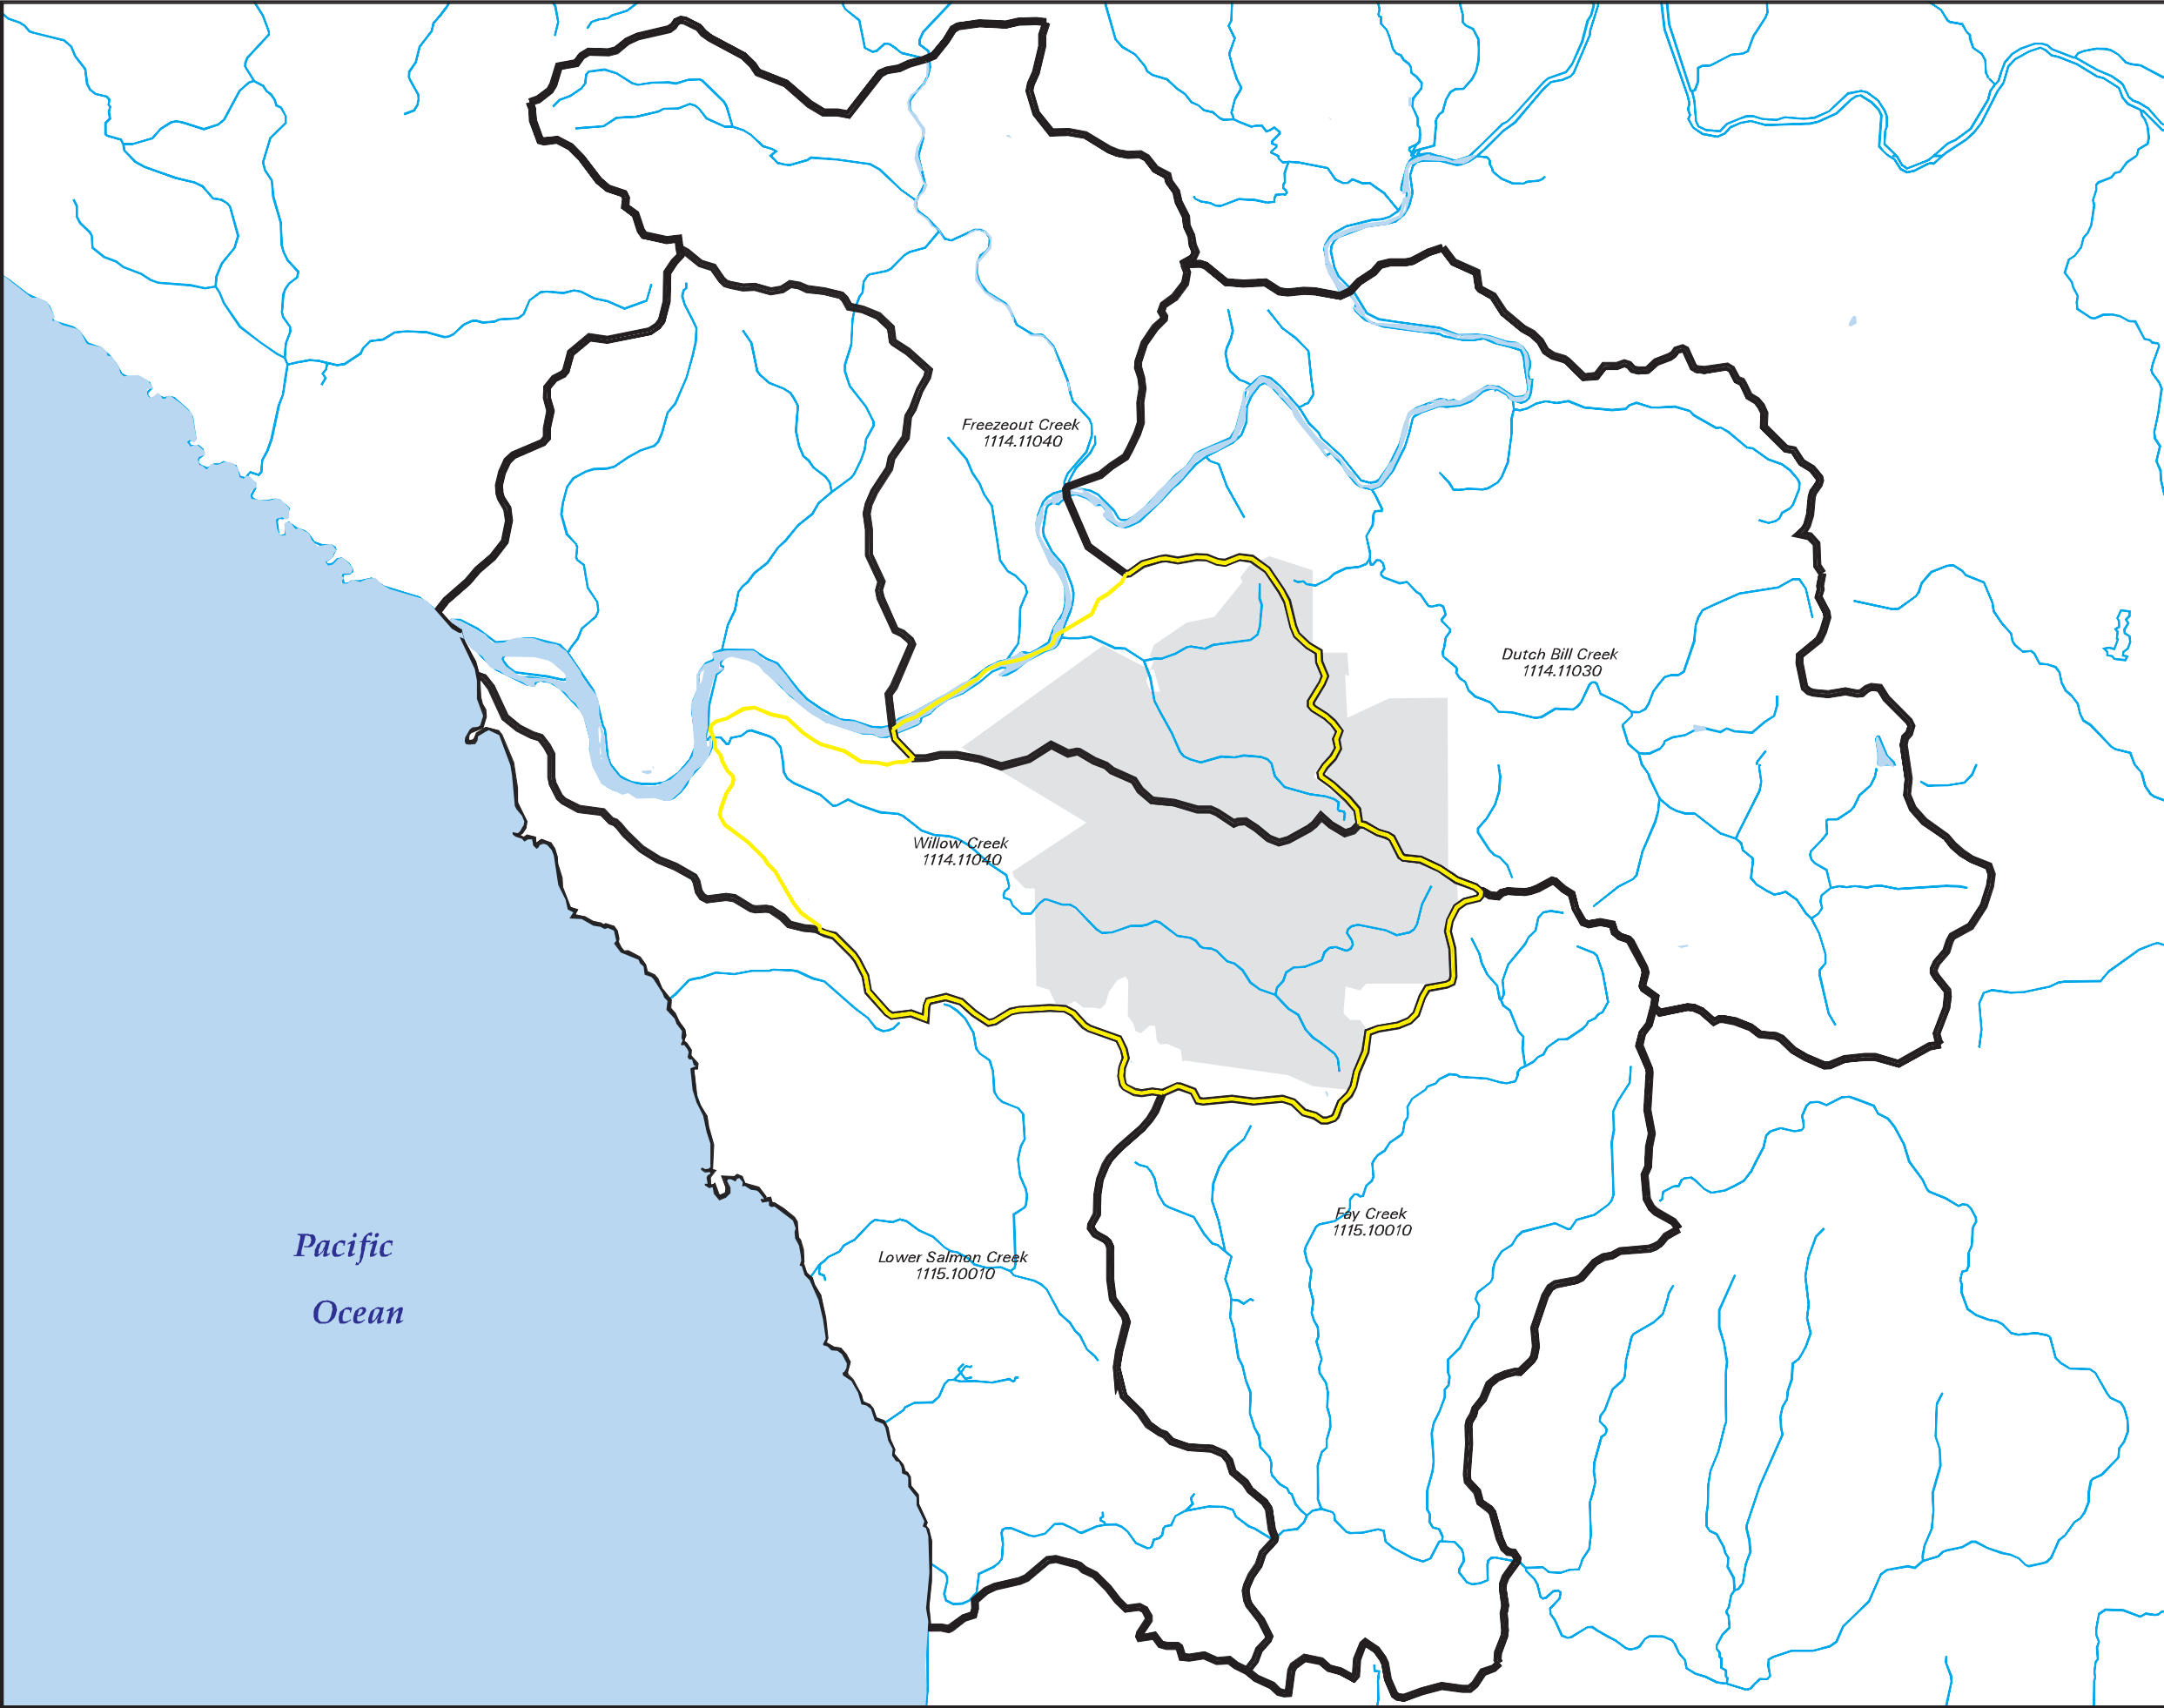 Freezeout Creek
1114.11040
Dutch Bill Creek
1114.11030
Willow Creek
1114.11040
Fay Creek
1115.10010
Lower Salmon Creek
1115.10010
Pacific
Ocean